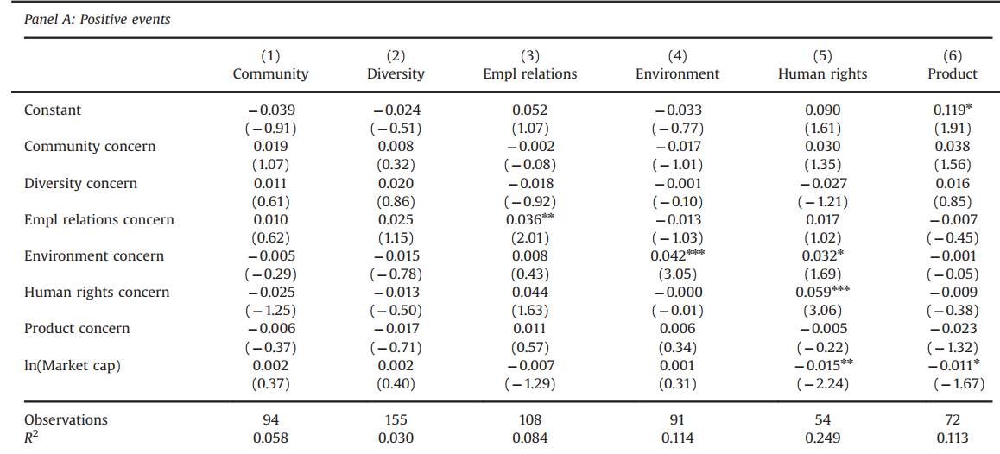 Panel A: Positive events
(1) (2) (3) (4) (5) (6)
Community Diversity Empl relations Environment Human rights Product
Constant −0.039 −0.024 0.052 −0.033 0.090 0.119*
(−0.91) (−0.51) (1.07) (−0.77) (1.61) (1.91)
Community concern 0.019 0.008 −0.002 −0.017 0.030 0.038
(1.07) (0.32) (−0.08) (−1.01) (1.35) (1.56)
Diversity concern 0.011 0.020 −0.018 −0.001 −0.027 0.016
(0.61) (0.86) (−0.92) (−0.10) (−1.21) (0.85)
Empl relations concern 0.010 0.025 0.036** −0.013 0.017 −0.007
(0.62) (1.15) (2.01) (−1.03) (1.02) (−0.45)
Environment concern −0.005 −0.015 0.008 0.042*** 0.032* −0.001
(−0.29) (−0.78) (0.43) (3.05) (1.69) (−0.05)
Human rights concern −0.025 −0.013 0.044 −0.000 0.059*** −0.009
(−1.25) (−0.50) (1.63) (−0.01) (3.06) (−0.38)
Product concern −0.006 −0.017 0.011 0.006 −0.005 −0.023
(−0.37) (−0.71) (0.57) (0.34) (−0.22) (−1.32)
ln(Market cap) 0.002 0.002 −0.007 0.001 −0.015** −0.011*
(0.37) (0.40) (−1.29) (0.31) (−2.24) (−1.67)
Observations 94 155 108 91 54 72
R² 0.058 0.030 0.084 0.114 0.249 0.113